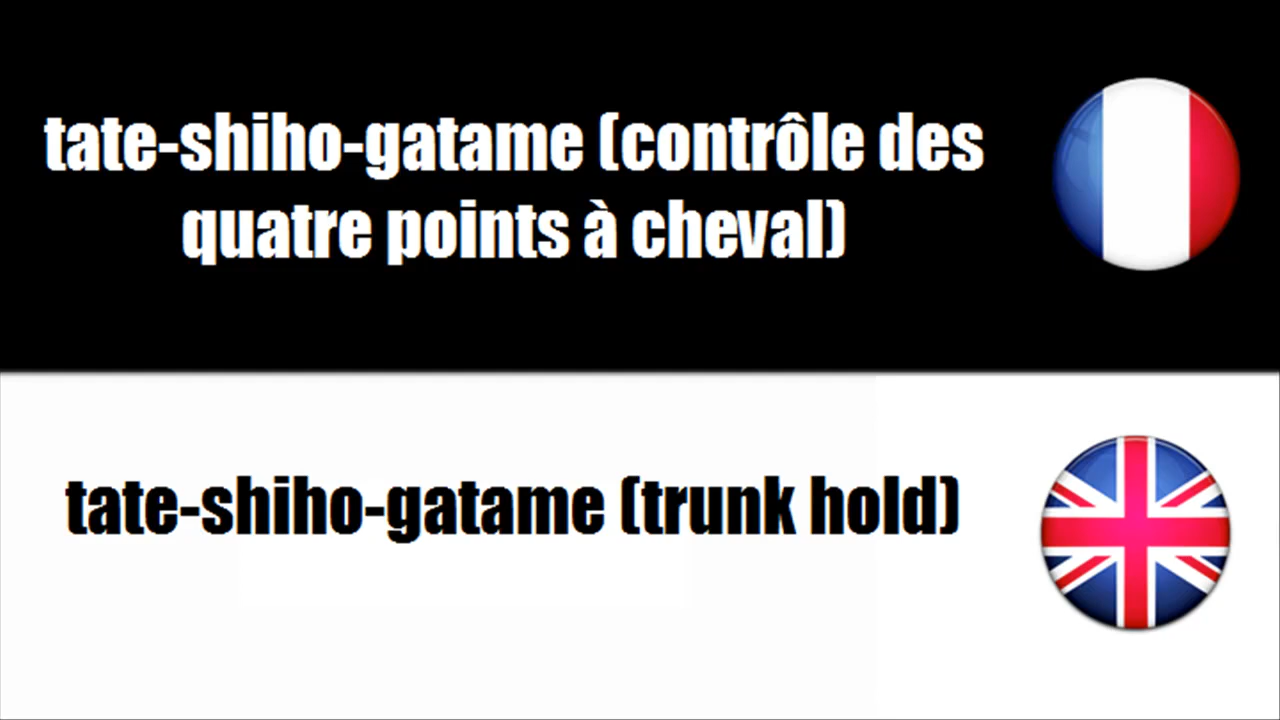 tate-shiho-gatame (contrôle des
quatre points à cheval)
tate-shiho-gatame (trunk hold)